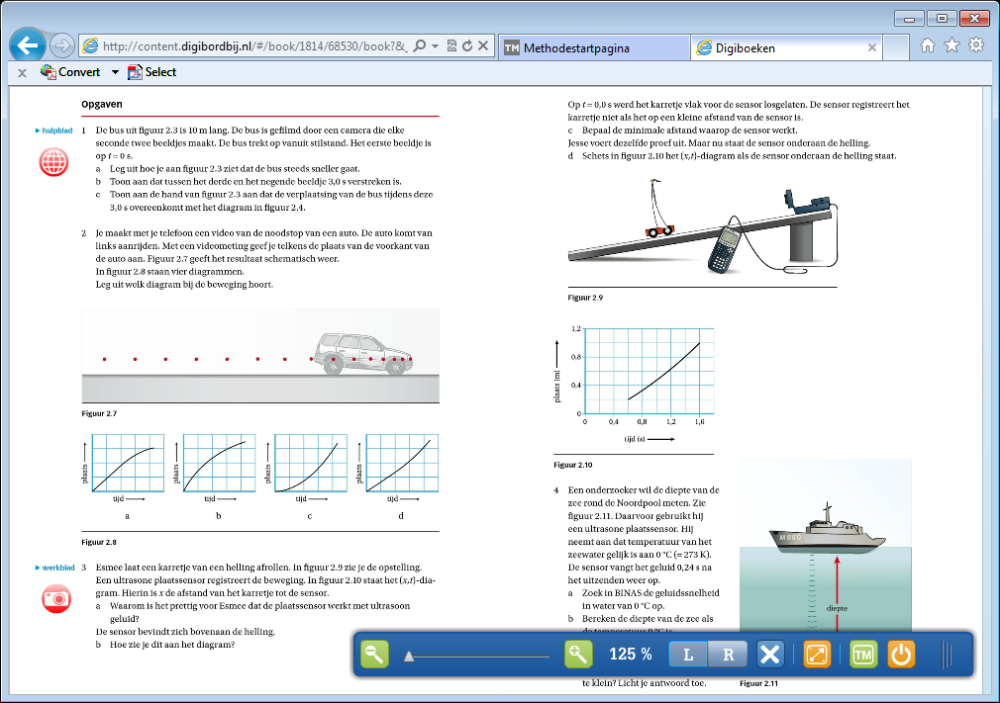 http://content.digibordbij.nl/#/book/1814/68530/book?&_
TM Methodestartpagina
Digiboeken
Convert
Select
Opgaven
hulpblad
1 De bus uit figuur 2.3 is 10 m lang. De bus is gefilmd door een camera die elke
seconde twee beeldjes maakt. De bus trekt op vanuit stilstand. Het eerste beeldje is
op t = 0 s.
a Leg uit hoe je aan figuur 2.3 ziet dat de bus steeds sneller gaat.
b Toon aan dat tussen het derde en het negende beeldje 3,0 s verstreken is.
c Toon aan de hand van figuur 2.3 aan dat de verplaatsing van de bus tijdens deze
3,0 s overeenkomt met het diagram in figuur 2.4.
2 Je maakt met je telefoon een video van de noodstop van een auto. De auto komt van
links aanrijden. Met een videometing geef je telkens de plaats van de voorkant van
de auto aan. Figuur 2.7 geeft het resultaat schematisch weer.
In figuur 2.8 staan vier diagrammen.
Leg uit welk diagram bij de beweging hoort.
Figuur 2.7
plaats
tijd
a
plaats
tijd
b
plaats
tijd
c
plaats
tijd
d
Figuur 2.8
werkblad
3 Esmee laat een karretje van een helling afrollen. In figuur 2.9 zie je de opstelling.
Een ultrasone plaatssensor registreert de beweging. In figuur 2.10 staat het (x,t)-dia-
gram. Hierin is x de afstand van het karretje tot de sensor.
a Waarom is het prettig voor Esmee dat de plaatssensor werkt met ultrasoon
geluid?
De sensor bevindt zich bovenaan de helling.
b Hoe zie je dit aan het diagram?
Op t = 0,0 s werd het karretje vlak voor de sensor losgelaten. De sensor registreert het
karretje niet als het op een kleine afstand van de sensor is.
c Bepaal de minimale afstand waarop de sensor werkt.
Jesse voert dezelfde proef uit. Maar nu staat de sensor onderaan de helling.
d Schets in figuur 2.10 het (x,t)-diagram als de sensor onderaan de helling staat.
Figuur 2.9
plaats (m)
1,2
0,8
0,4
0
0 0,4 0,8 1,2 1,6
tijd (s)
Figuur 2.10
4 Een onderzoeker wil de diepte van de
zee rond de Noordpool meten. Zie
figuur 2.11. Daarvoor gebruikt hij
een ultrasone plaatssensor. Hij
neemt aan dat temperatuur van het
zeewater gelijk is aan 0 °C (= 273 K).
De sensor vangt het geluid 0,24 s na
het uitzenden weer op.
a Zoek in BINAS de geluidssnelheid
in water van 0 °C op.
b Bereken de diepte van de zee als
de temperatuur 0 °C is.
te klein? Licht je antwoord toe.
diepte
Figuur 2.11
125 %
L
R
TM